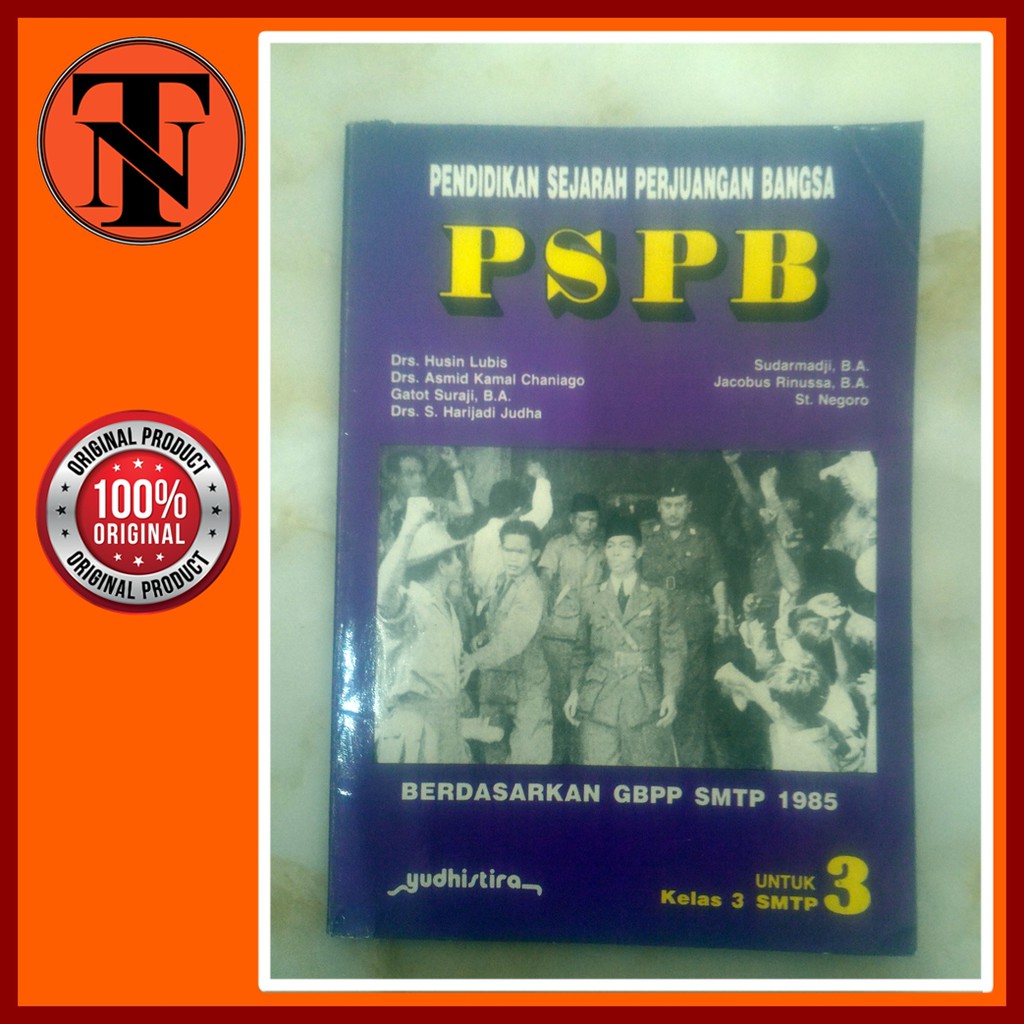 TN
ORIGINAL PRODUCT
100%
ORIGINAL
ORIGINAL PRODUCT
PENDIDIKAN SEJARAH PERJUANGAN BANGSA
PSPB
Drs. Husin Lubis
Drs. Asmid Kamal Chaniago
Gatot Suraji, B.A.
Drs. S. Harijadi Judha
Sudarmadji, B.A.
Jacobus Rinussa, B.A.
St. Negoro
BERDASARKAN GBPP SMTP 1985
yudhistira
UNTUK
Kelas 3 SMTP
3